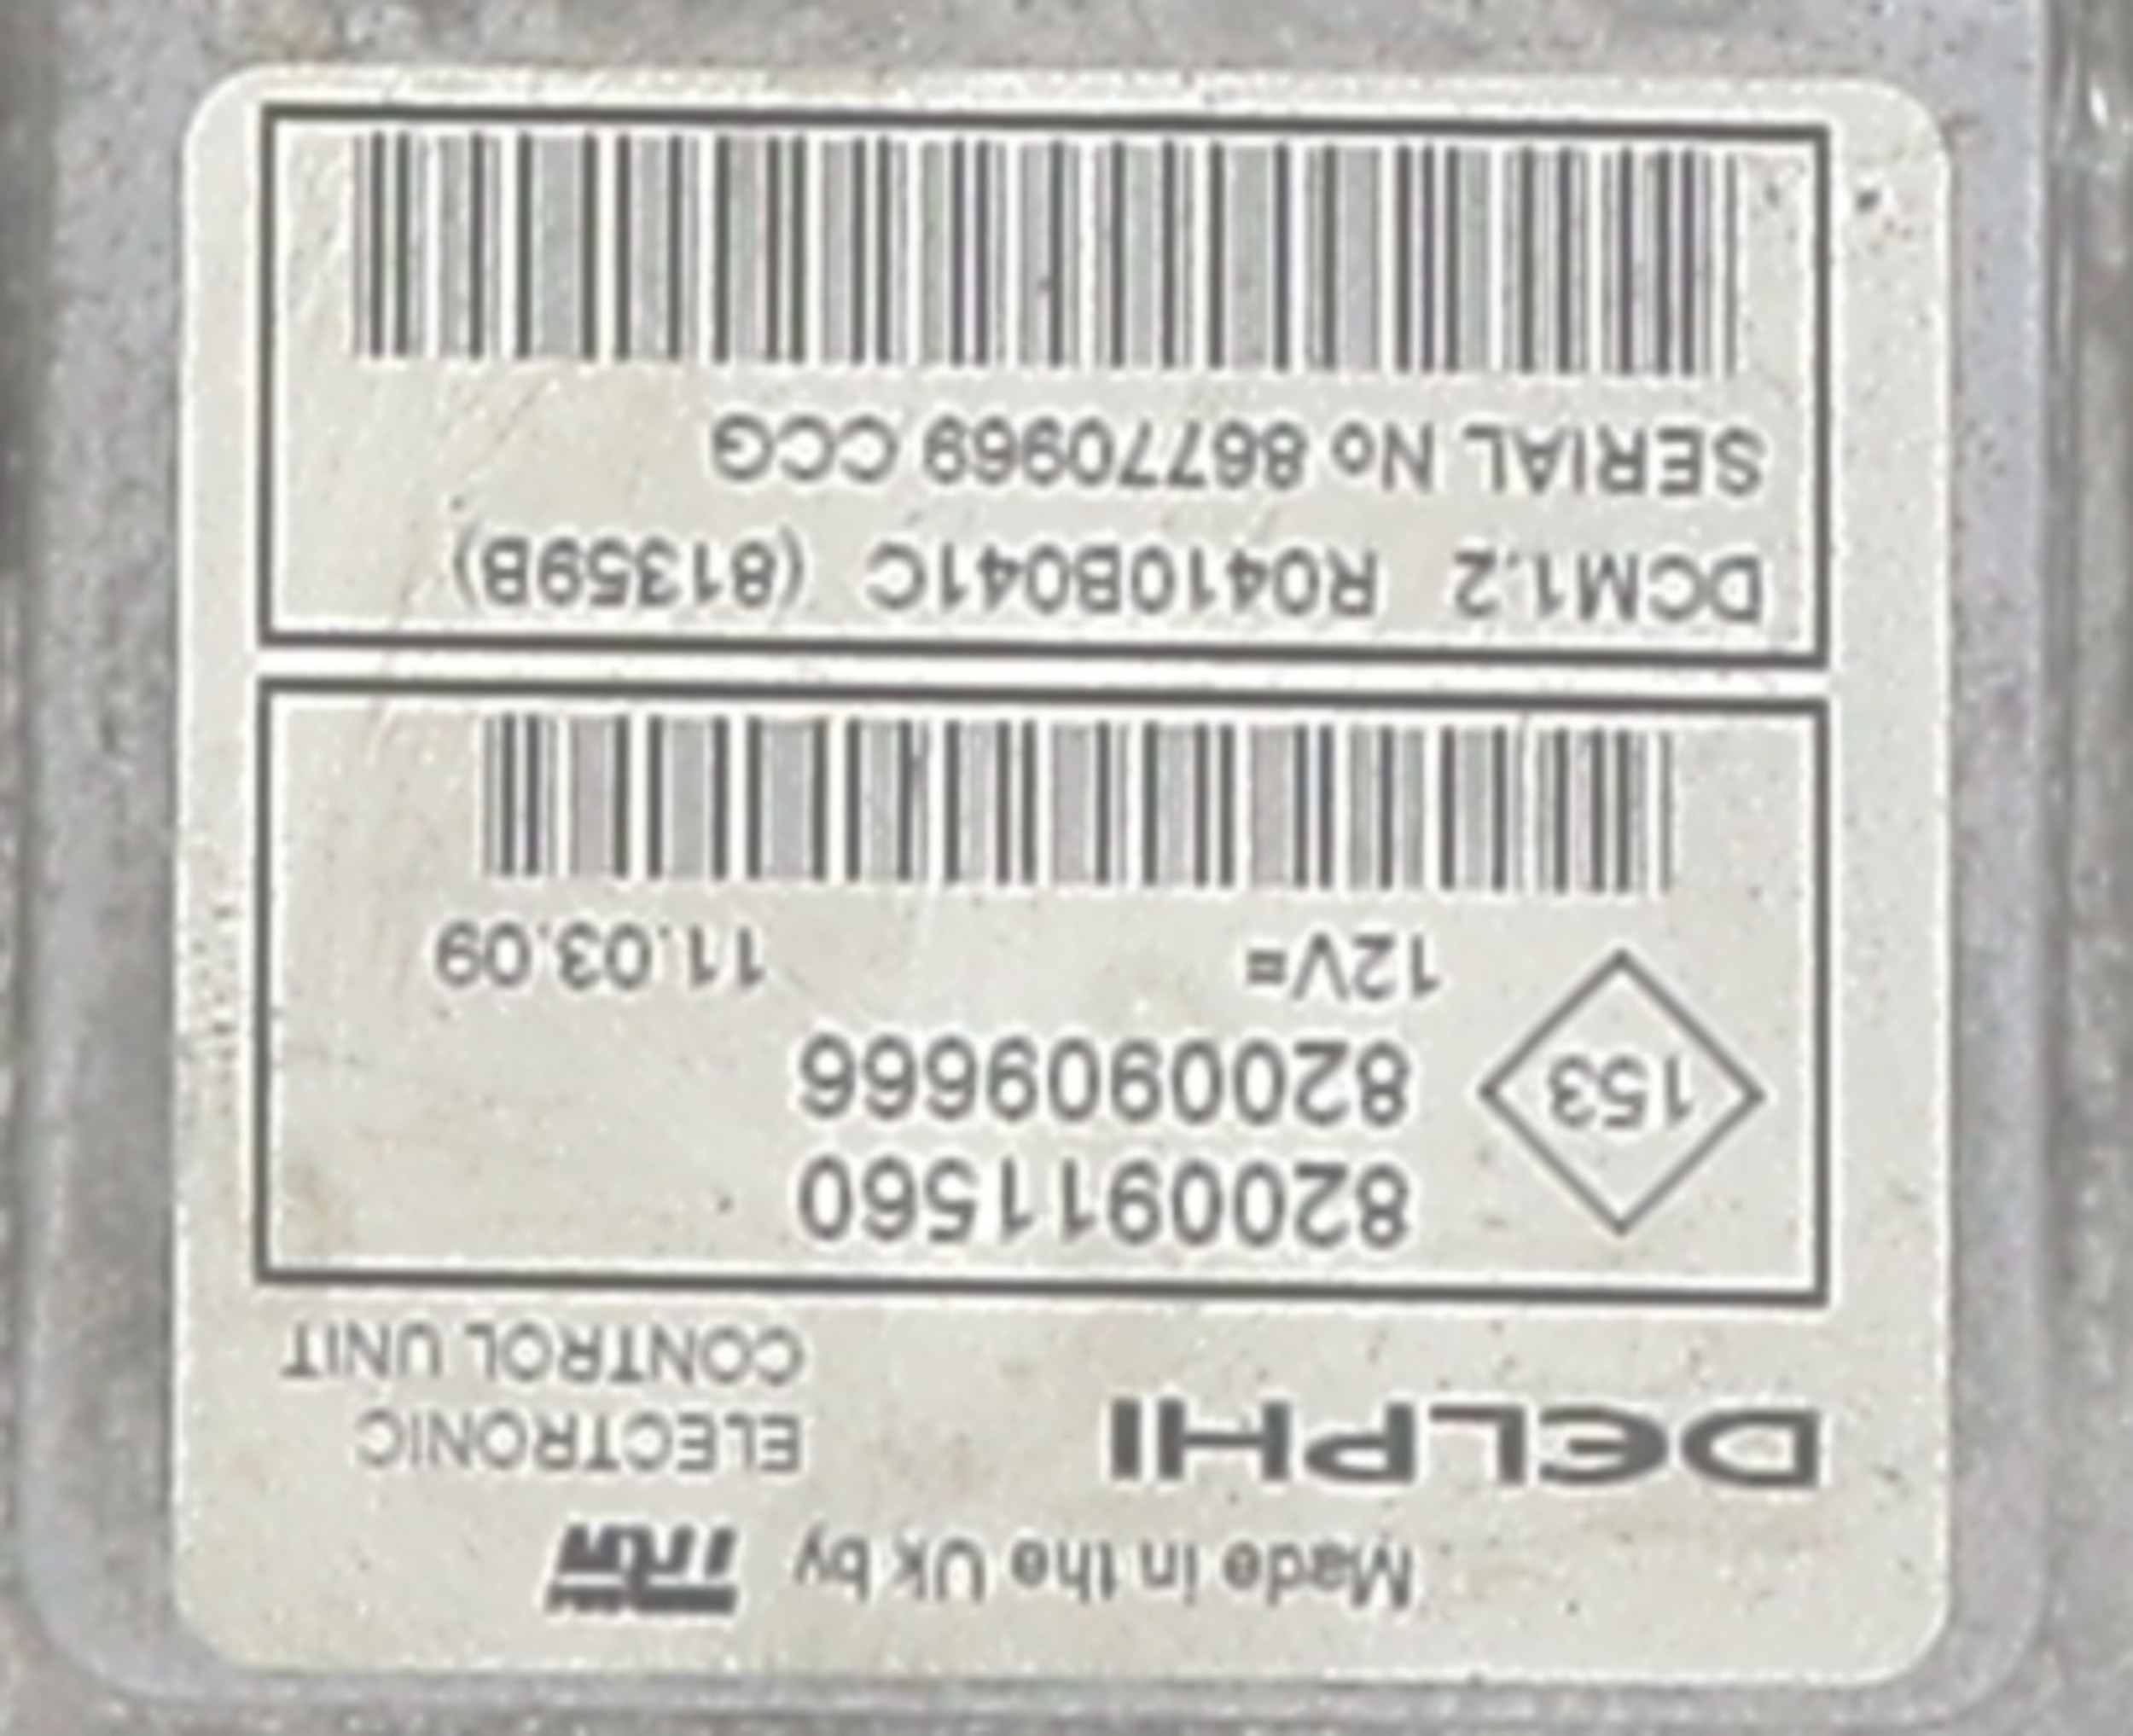 Made in the Uk by
DELPHI
ELECTRONIC
CONTROL UNIT
8200911560
8200909666
153
12V=
11.03.09
DCM1.2 R0410B041C (81359B)
SERIAL No 86770969 CCG